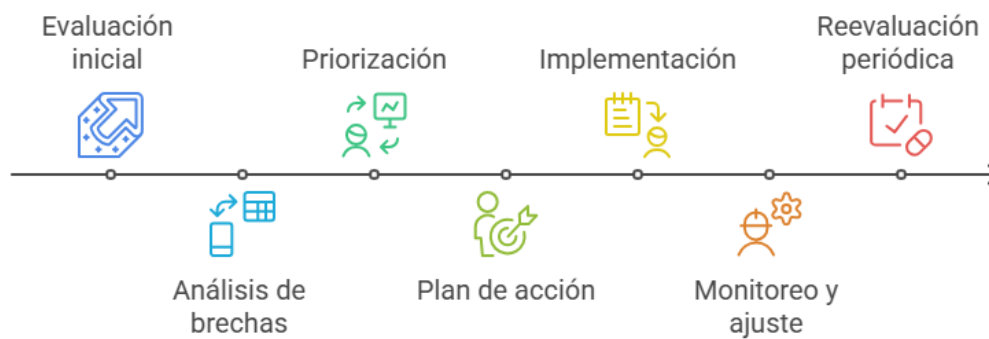 Evaluación
inicial
Análisis de
brechas
Priorización
Plan de acción
Implementación
Monitoreo y
ajuste
Reevaluación
periódica